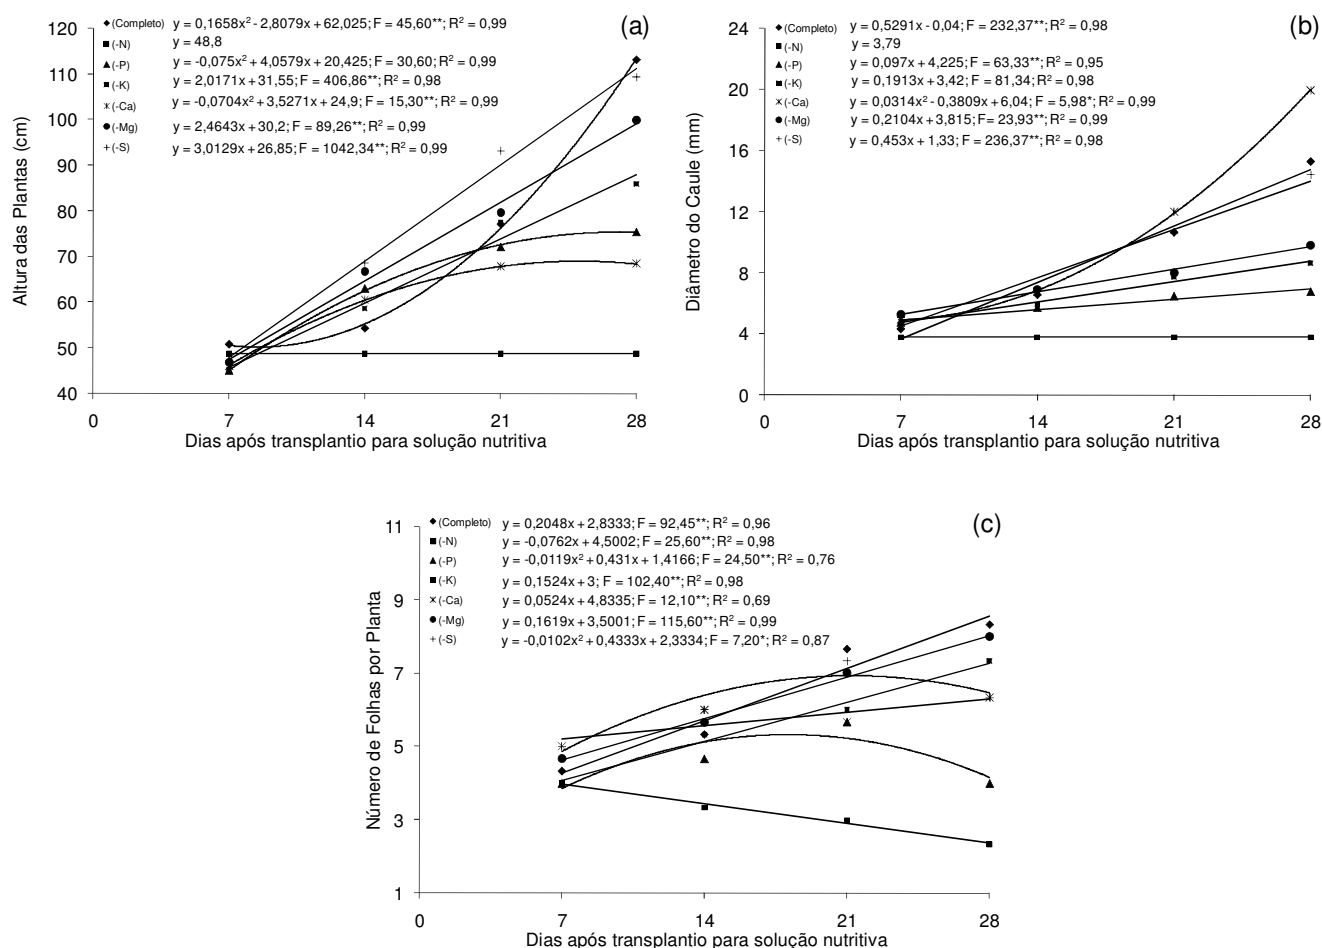 (a)
(Completo) y = 0,1658x² - 2,8079x + 62,025; F = 45,60**; R² = 0,99
(-N) y = 48,8
(-P) y = -0,075x² + 4,0579x + 20,425; F = 30,60; R² = 0,99
(-K) y = 2,0171x + 31,55; F = 406,86**; R² = 0,98
(-Ca) y = -0,0704x² + 3,5271x + 24,9; F = 15,30**; R² = 0,99
(-Mg) y = 2,4643x + 30,2; F = 89,26**; R² = 0,99
(-S) y = 3,0129x + 26,85; F = 1042,34**; R² = 0,99
Altura das Plantas (cm)
120
110
100
90
80
70
60
50
40
0 7 14 21 28
Dias após transplantio para solução nutritiva
(b)
(Completo) y = 0,5291x - 0,04; F = 232,37**; R² = 0,98
(-N) y = 3,79
(-P) y = 0,097x + 4,225; F = 63,33**; R² = 0,95
(-K) y = 0,1913x + 3,42; F = 81,34; R² = 0,98
(-Ca) y = 0,0314x² - 0,3809x + 6,04; F = 5,98*; R² = 0,99
(-Mg) y = 0,2104x + 3,815; F = 23,93**; R² = 0,99
(-S) y = 0,453x + 1,33; F = 236,37**; R² = 0,98
Diâmetro do Caule (mm)
24
20
16
12
8
4
0
0 7 14 21 28
Dias após transplantio para solução nutritiva
(c)
(Completo) y = 0,2048x + 2,8333; F = 92,45**; R² = 0,96
(-N) y = -0,0762x + 4,5002; F = 25,60**; R² = 0,98
(-P) y = -0,0119x² + 0,431x + 1,4166; F = 24,50**; R² = 0,76
(-K) y = 0,1524x + 3; F = 102,40**; R² = 0,98
(-Ca) y = 0,0524x + 4,8335; F = 12,10**; R² = 0,69
(-Mg) y = 0,1619x + 3,5001; F = 115,60**; R² = 0,99
(-S) y = -0,0102x² + 0,4333x + 2,3334; F = 7,20*; R² = 0,87
Número de Folhas por Planta
11
9
7
5
3
1
0 7 14 21 28
Dias após transplantio para solução nutritiva